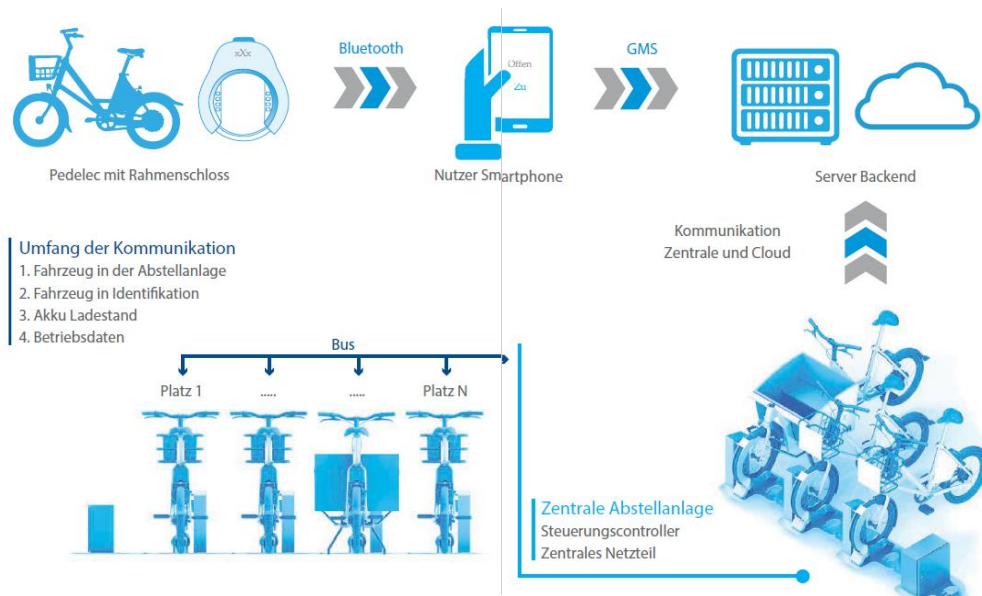 Bluetooth
GMS
xXx
Offen
Zu
Pedelec mit Rahmenschloss
Nutzer Smartphone
Server Backend
Kommunikation
Zentrale und Cloud
Umfang der Kommunikation
1. Fahrzeug in der Abstellanlage
2. Fahrzeug in Identifikation
3. Akku Ladestand
4. Betriebsdaten
Bus
Platz 1
.....
.....
Platz N
Zentrale Abstellanlage
Steuerungscontroller
Zentrales Netzteil